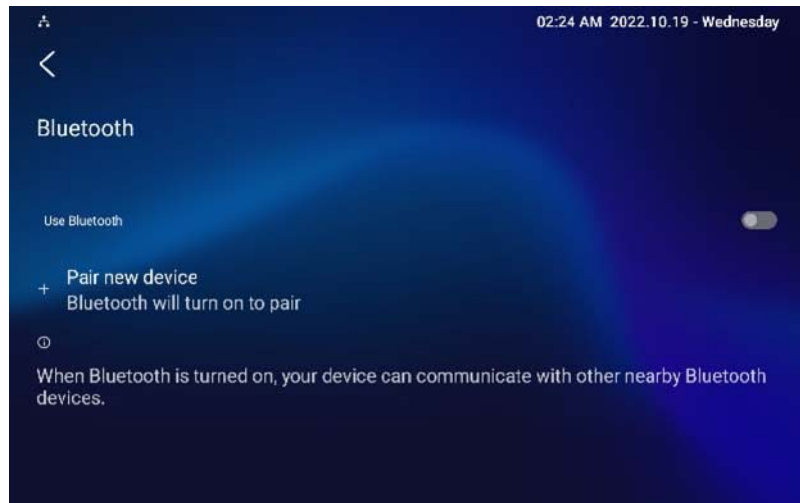 02:24 AM 2022.10.19 - Wednesday
Bluetooth
Use Bluetooth
Pair new device
Bluetooth will turn on to pair
When Bluetooth is turned on, your device can communicate with other nearby Bluetooth
devices.